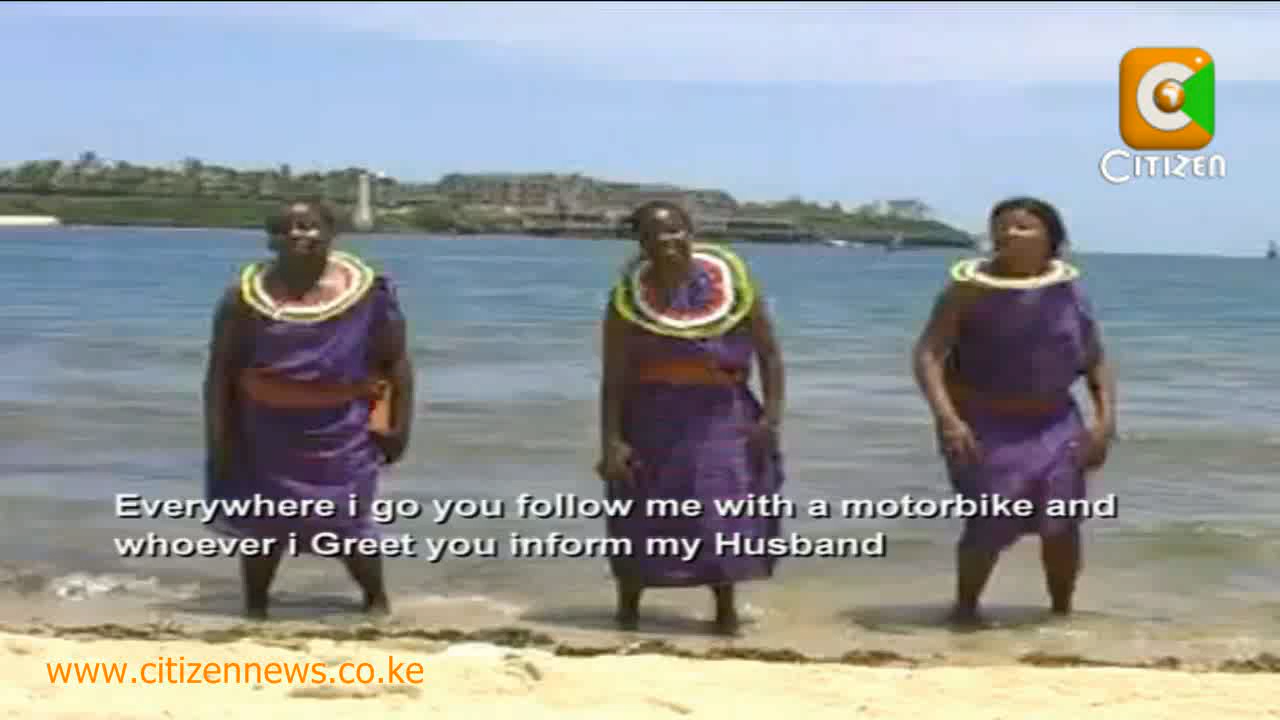 CITIZEN
Everywhere i go you follow me with a motorbike and
whoever i Greet you inform my Husband
www.citizennews.co.ke